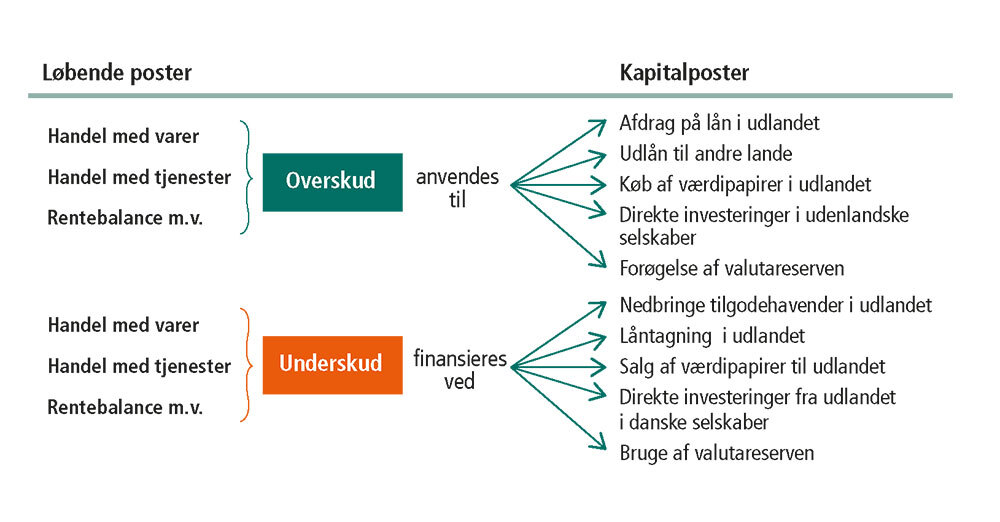 Løbende poster
Kapitalposter
Handel med varer
Handel med tjenester
Rentebalance m.v.
Overskud
anvendes
til
Afdrag på lån i udlandet
Udlån til andre lande
Køb af værdipapirer i udlandet
Direkte investeringer i udenlandske
selskaber
Forøgelse af valutareserven
Handel med varer
Handel med tjenester
Rentebalance m.v.
Underskud
finansieres
ved
Nedbringe tilgodehavender i udlandet
Låntagning i udlandet
Salg af værdipapirer til udlandet
Direkte investeringer fra udlandet
i danske selskaber
Bruge af valutareserven